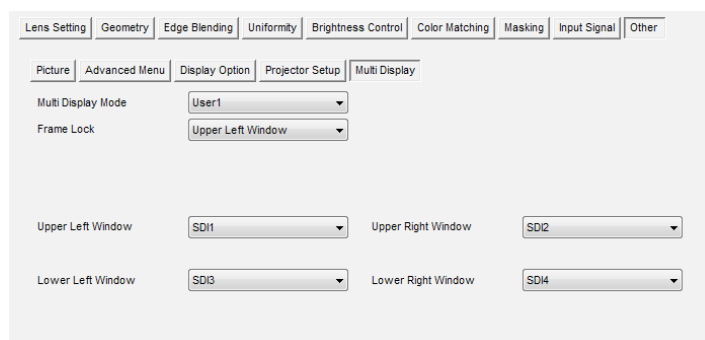 Lens Setting Geometry Edge Blending Uniformity Brightness Control Color Matching Masking Input Signal Other
Picture Advanced Menu Display Option Projector Setup Multi Display
Multi Display Mode User1
Frame Lock Upper Left Window
Upper Left Window SDI1 Upper Right Window SDI2
Lower Left Window SDI3 Lower Right Window SDI4